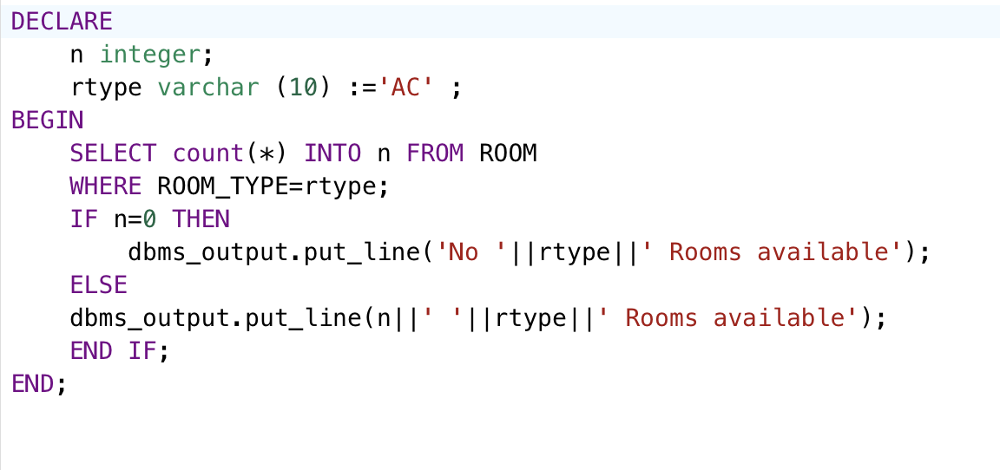 DECLARE
    n integer;
    rtype varchar (10) :='AC' ;
BEGIN
    SELECT count(*) INTO n FROM ROOM
    WHERE ROOM_TYPE=rtype;
    IF n=0 THEN
        dbms_output.put_line('No '||rtype||' Rooms available');
    ELSE
    dbms_output.put_line(n||' '||rtype||' Rooms available');
    END IF;
END;